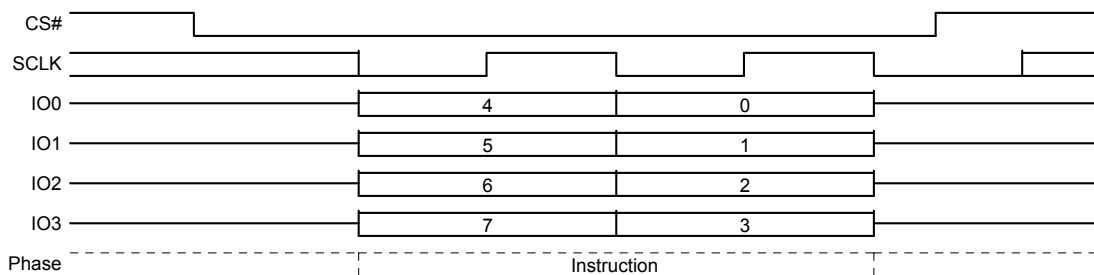 CS#
SCLK
IO0 4 0
IO1 5 1
IO2 6 2
IO3 7 3
Phase Instruction